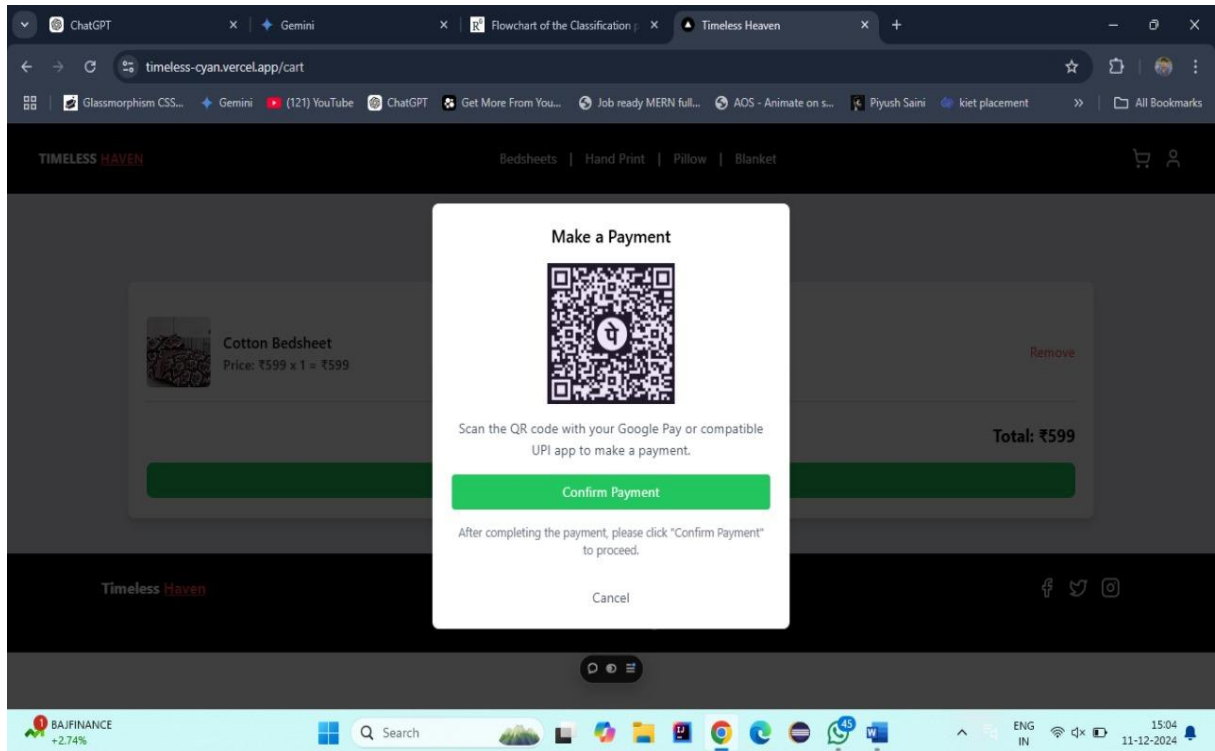 ChatGPT
Gemini
Flowchart of the Classification p
Timeless Heaven
timeless-cyan.vercel.app/cart
Glassmorphism CSS...
Gemini
(121) YouTube
ChatGPT
Get More From You...
Job ready MERN full...
AOS - Animate on s...
Piyush Saini
kiet placement
All Bookmarks
TIMELESS HAVEN
Bedsheets | Hand Print | Pillow | Blanket
Make a Payment
पे
Cotton Bedsheet
Price: ₹599 x 1 = ₹599
Remove
Scan the QR code with your Google Pay or compatible
UPI app to make a payment.
Total: ₹599
Confirm Payment
After completing the payment, please click "Confirm Payment"
to proceed.
Cancel
Timeless Haven
BAJFINANCE
+2.74%
Search
45
ENG
IN
15:04
11-12-2024